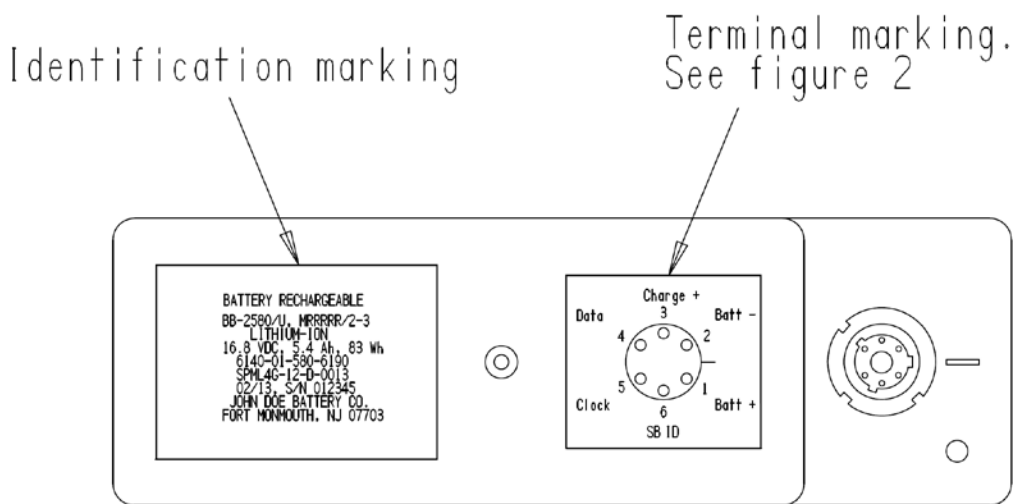 Identification marking
Terminal marking.
See figure 2
BATTERY RECHARGEABLE
BB-2580/U, MRRRRR/2-3
LITHIUM-ION
16.8 VDC, 5.4 Ah, 83 Wh
6140-01-580-6190
SPML4G-12-D-0013
02/13, S/N 012345
JOHN DOE BATTERY CO.
FORT MONMOUTH, NJ 07703
Charge +
Data 3 Batt -
4 2
5 1
Clock 6 Batt +
SB ID